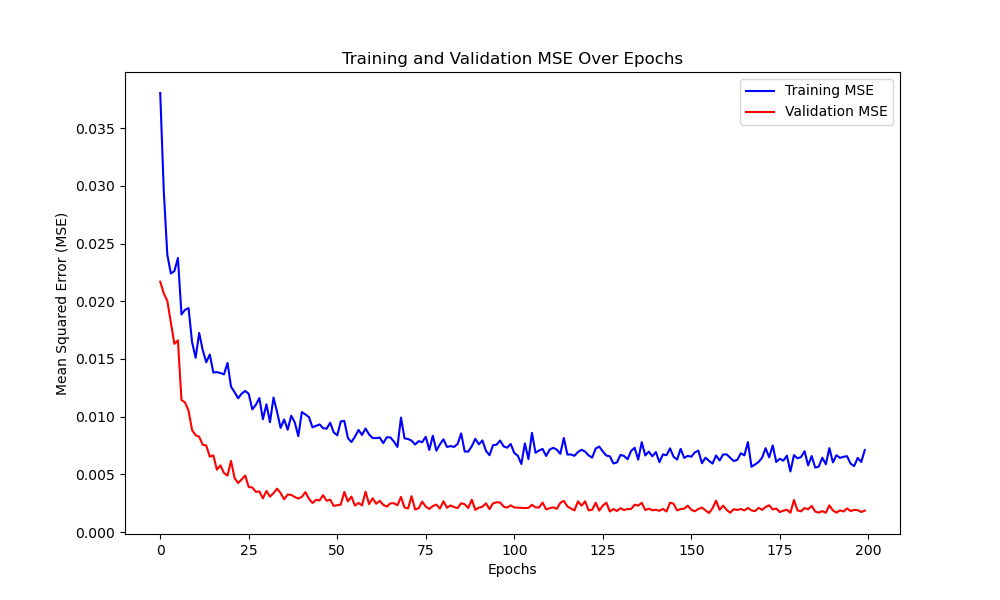 Training and Validation MSE Over Epochs
Training MSE
Validation MSE
Mean Squared Error (MSE)
0.035
0.030
0.025
0.020
0.015
0.010
0.005
0.000
0 25 50 75 100 125 150 175 200
Epochs